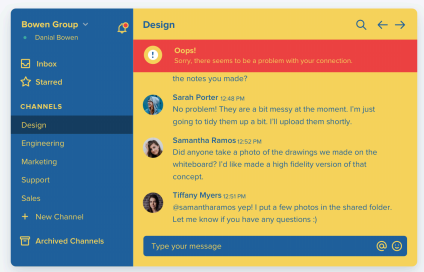 Bowen Group
Danial Bowen
Inbox
Starred
CHANNELS
Design
Engineering
Marketing
Support
Sales
+ New Channel
Archived Channels
Design
!
Oops!
Sorry, there seems to be a problem with your connection.
the notes you made?
Sarah Porter 12:48 PM
No problem! They are a bit messy at the moment. I'm just
going to tidy them up a bit. I'll upload them shortly.
Samantha Ramos 12:52 PM
Did anyone take a photo of the drawings we made on the
whiteboard? I'd like made a high fidelity version of that
concept.
Tiffany Myers 12:51 PM
@samantharamos yep! I put a few photos in the shared folder.
Let me know if you have any questions :)
Type your message
@